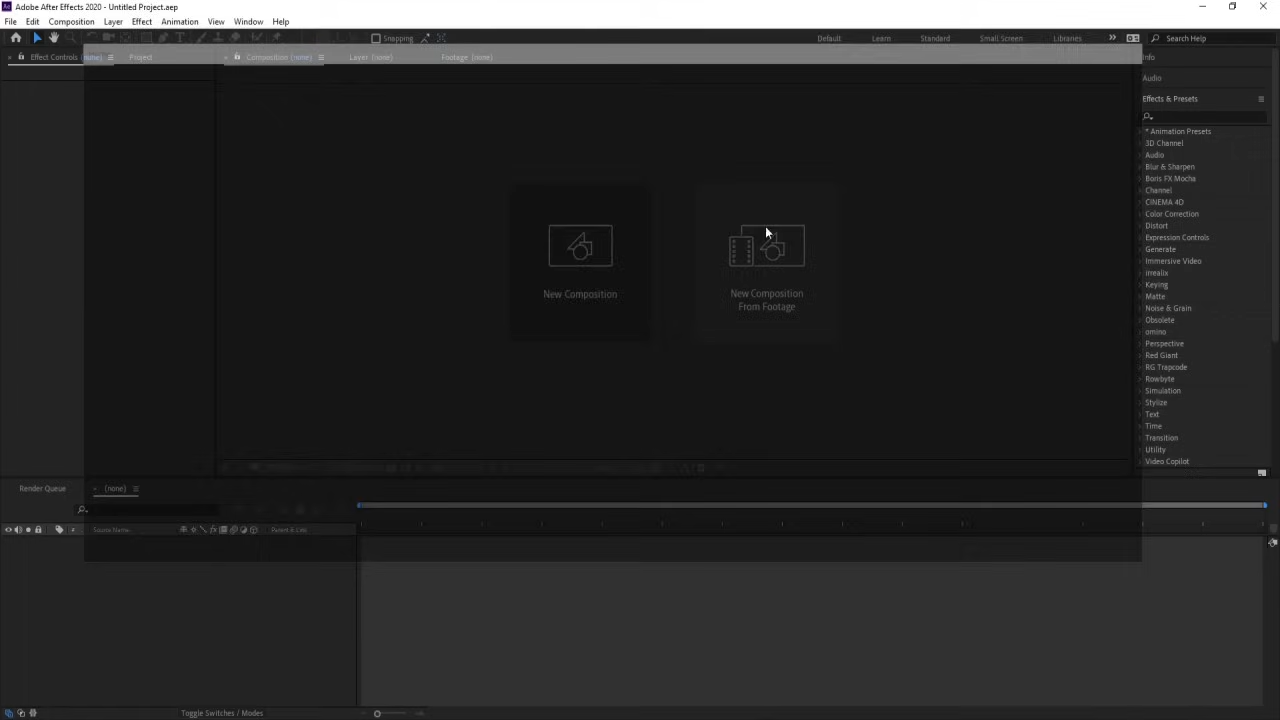 Adobe After Effects 2020 - Untitled Project.aep
File Edit Composition Layer Effect Animation View Window Help
Snapping Default Learn Standard Small Screen Libraries Search Help
Effect Controls (none) Project Composition (none) Layer (none) Footage (none) Info
Audio
Effects & Presets
* Animation Presets
3D Channel
Audio
Blur & Sharpen
Boris FX Mocha
Channel
CINEMA 4D
Color Correction
Distort
Expression Controls
Generate
Immersive Video
irrealix
Keying
Matte
Noise & Grain
Obsolete
omino
Perspective
Red Giant
RG Trapcode
Rowbyte
Simulation
Stylize
Text
Time
Transition
Utility
Video Copilot
New Composition
New Composition
From Footage
Render Queue (none)
# Source Name Parent & Link
Toggle Switches / Modes